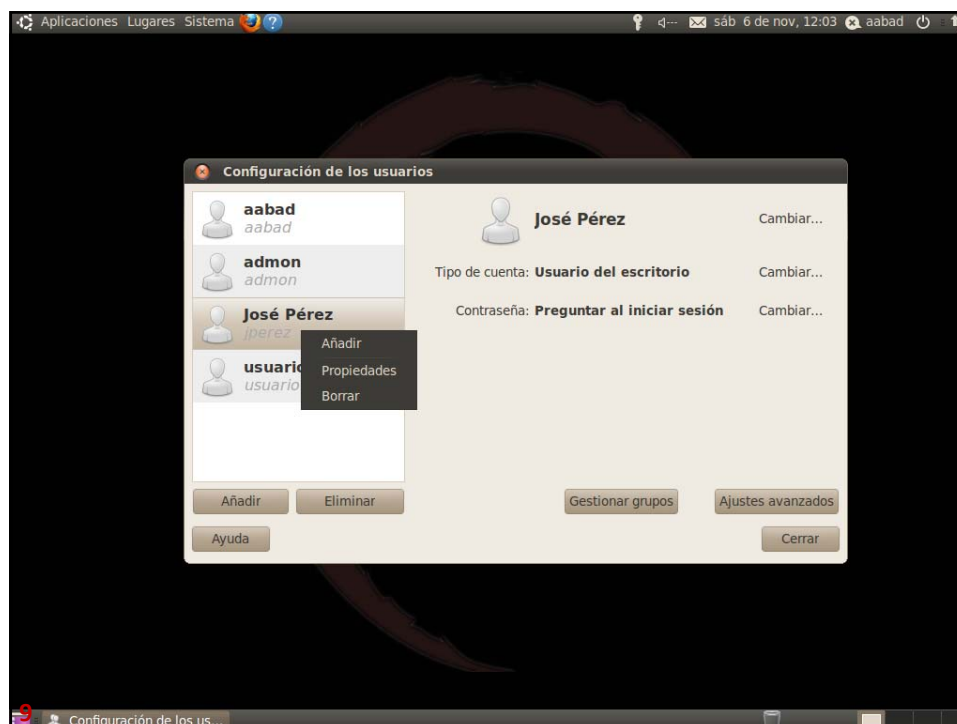 Aplicaciones Lugares Sistema
sáb 6 de nov, 12:03 aabad
Configuración de los usuarios
aabad
aabad
admon
admon
José Pérez
jperez
usuario
usuario
Añadir
Propiedades
Borrar
José Pérez
Cambiar...
Tipo de cuenta: Usuario del escritorio
Cambiar...
Contraseña: Preguntar al iniciar sesión
Cambiar...
Añadir
Eliminar
Gestionar grupos
Ajustes avanzados
Ayuda
Cerrar
9
Configuración de los us...